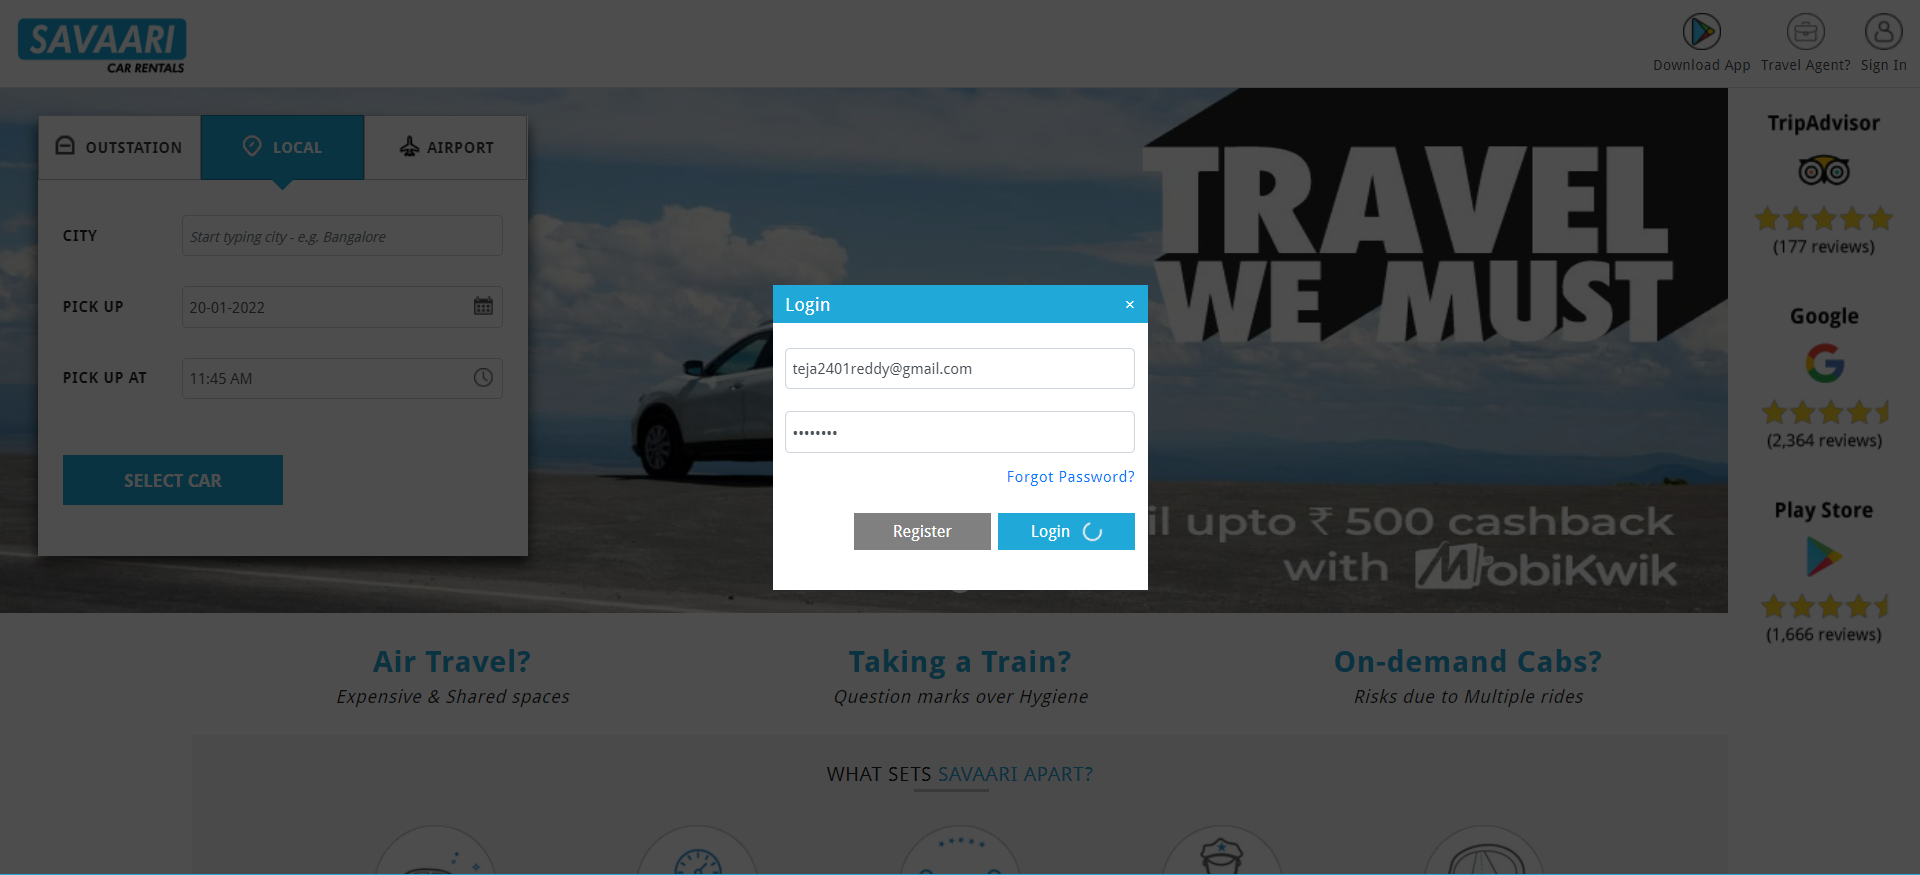 SAVAARI
CAR RENTALS
Download App
Travel Agent?
Sign In
OUTSTATION
LOCAL
AIRPORT
CITY
Start typing city - e.g. Bangalore
PICK UP
20-01-2022
PICK UP AT
11:45 AM
SELECT CAR
TRAVEL
WE MUST
upto ₹ 500 cashback
with MobiKwik
Login
×
teja2401reddy@gmail.com
••••••••
Forgot Password?
Register
Login
TripAdvisor
(177 reviews)
Google
(2,364 reviews)
Play Store
(1,666 reviews)
Air Travel?
Expensive & Shared spaces
Taking a Train?
Question marks over Hygiene
On-demand Cabs?
Risks due to Multiple rides
WHAT SETS SAVAARI APART?